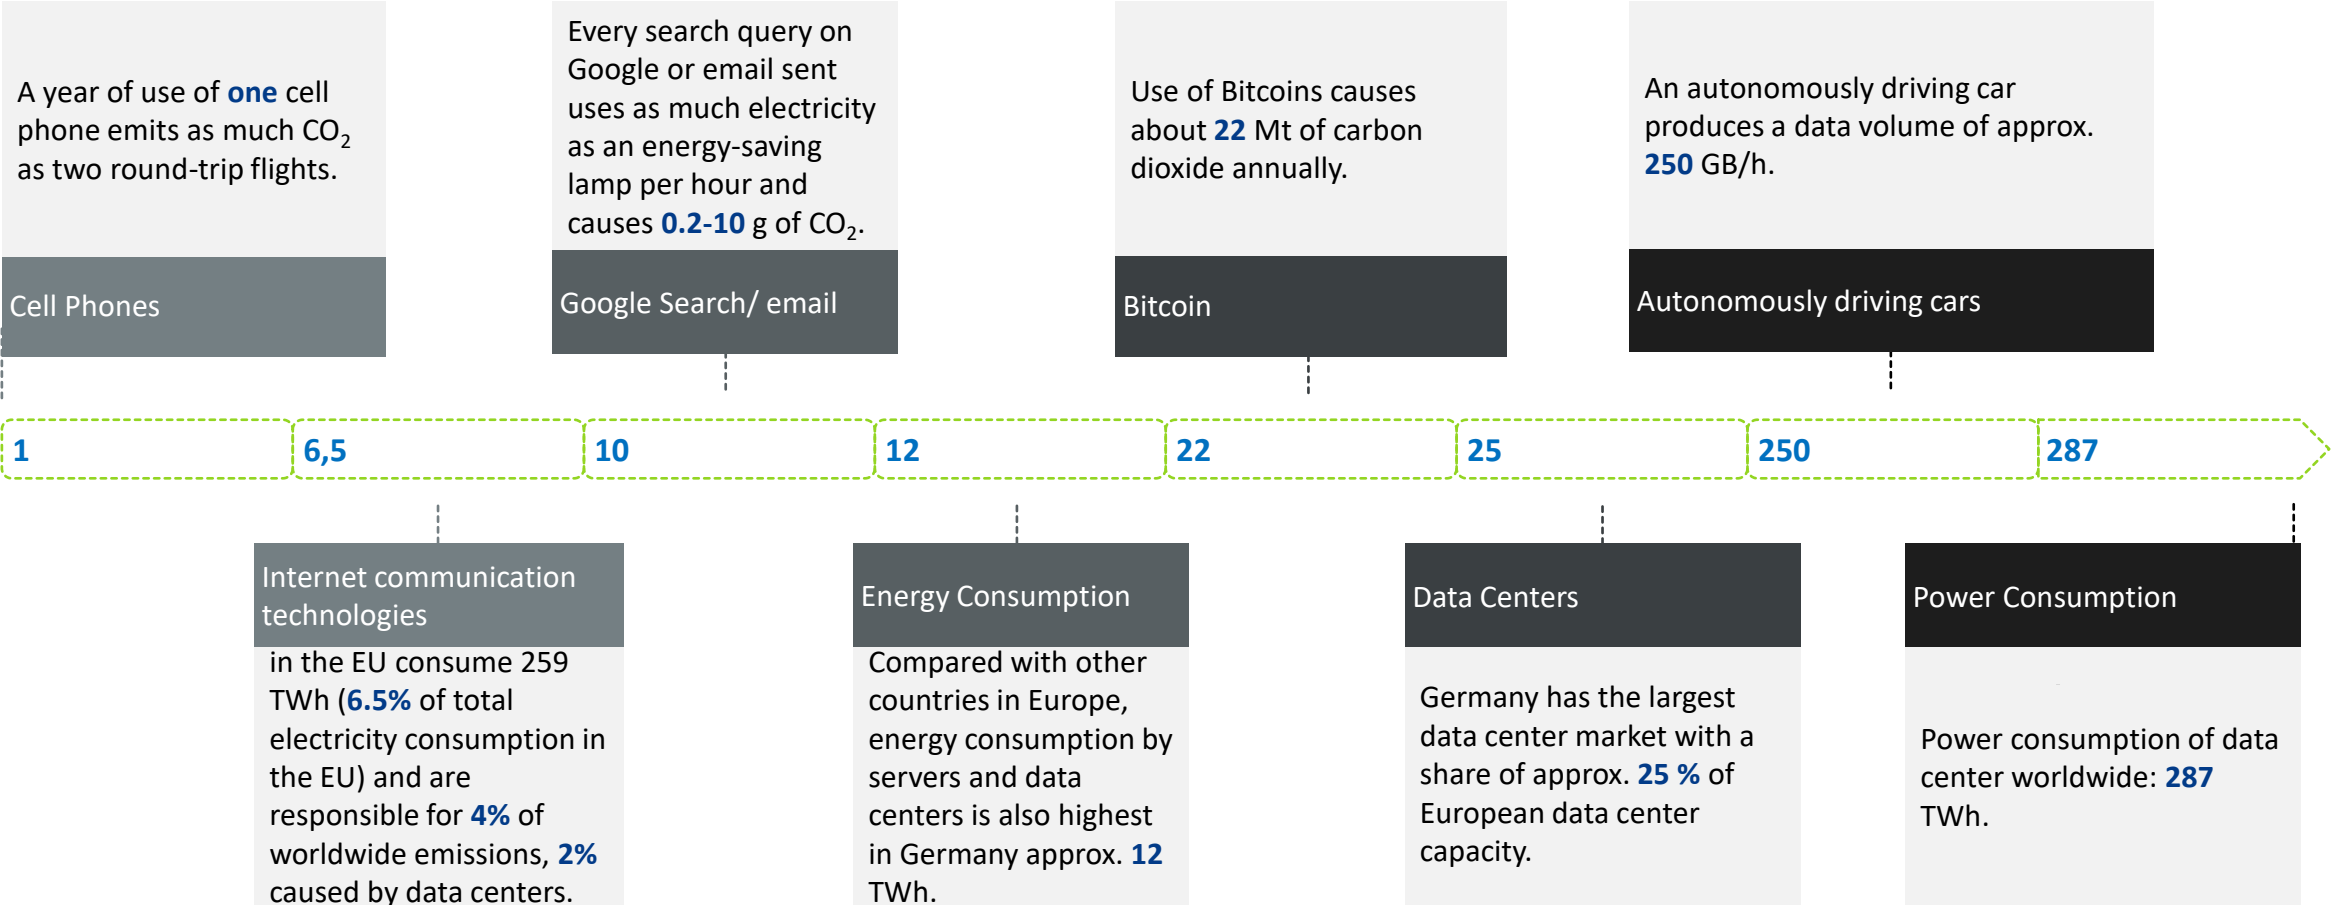 A year of use of one cell
phone emits as much CO₂
as two round-trip flights.
Cell Phones
Every search query on
Google or email sent
uses as much electricity
as an energy-saving
lamp per hour and
causes 0.2-10 g of CO₂.
Google Search/ email
Use of Bitcoins causes
about 22 Mt of carbon
dioxide annually.
Bitcoin
An autonomously driving car
produces a data volume of approx.
250 GB/h.
Autonomously driving cars
1
6,5
10
12
22
25
250
287
Internet communication
technologies
in the EU consume 259
TWh (6.5% of total
electricity consumption in
the EU) and are
responsible for 4% of
worldwide emissions, 2%
caused by data centers.
Energy Consumption
Compared with other
countries in Europe,
energy consumption by
servers and data
centers is also highest
in Germany approx. 12
TWh.
Data Centers
Germany has the largest
data center market with a
share of approx. 25 % of
European data center
capacity.
Power Consumption
Power consumption of data
center worldwide: 287
TWh.